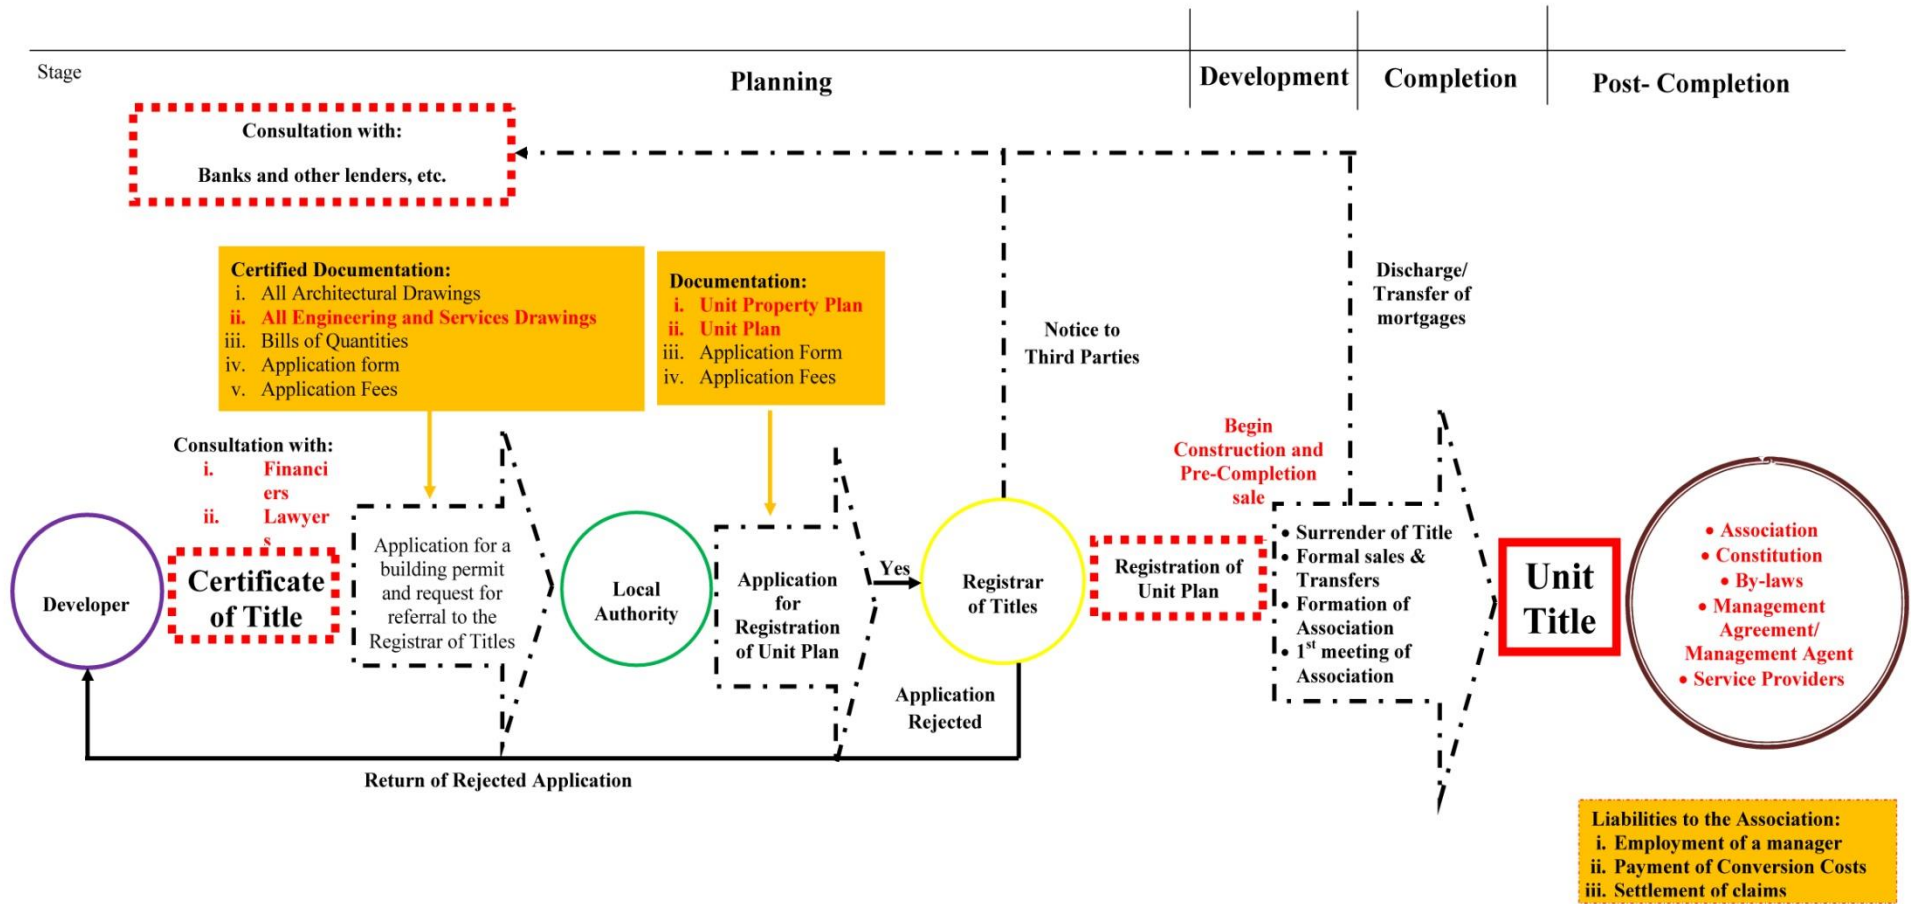 Stage
Planning
Development
Completion
Post- Completion
Consultation with:
Banks and other lenders, etc.
Certified Documentation:
i. All Architectural Drawings
ii. All Engineering and Services Drawings
iii. Bills of Quantities
iv. Application form
v. Application Fees
Documentation:
i. Unit Property Plan
ii. Unit Plan
iii. Application Form
iv. Application Fees
Notice to
Third Parties
Discharge/
Transfer of
mortgages
Consultation with:
i. Financi
ers
ii. Lawyer
s
Developer
Certificate
of Title
Application for a
building permit
and request for
referral to the
Registrar of Titles
Local
Authority
Application
for
Registration
of Unit Plan
Yes
Registrar
of Titles
Registration of
Unit Plan
Begin
Construction and
Pre-Completion
sale
• Surrender of Title
• Formal sales &
Transfers
• Formation of
Association
• 1st meeting of
Association
Unit
Title
• Association
• Constitution
• By-laws
• Management
Agreement/
Management Agent
• Service Providers
Application
Rejected
Return of Rejected Application
Liabilities to the Association:
i. Employment of a manager
ii. Payment of Conversion Costs
iii. Settlement of claims